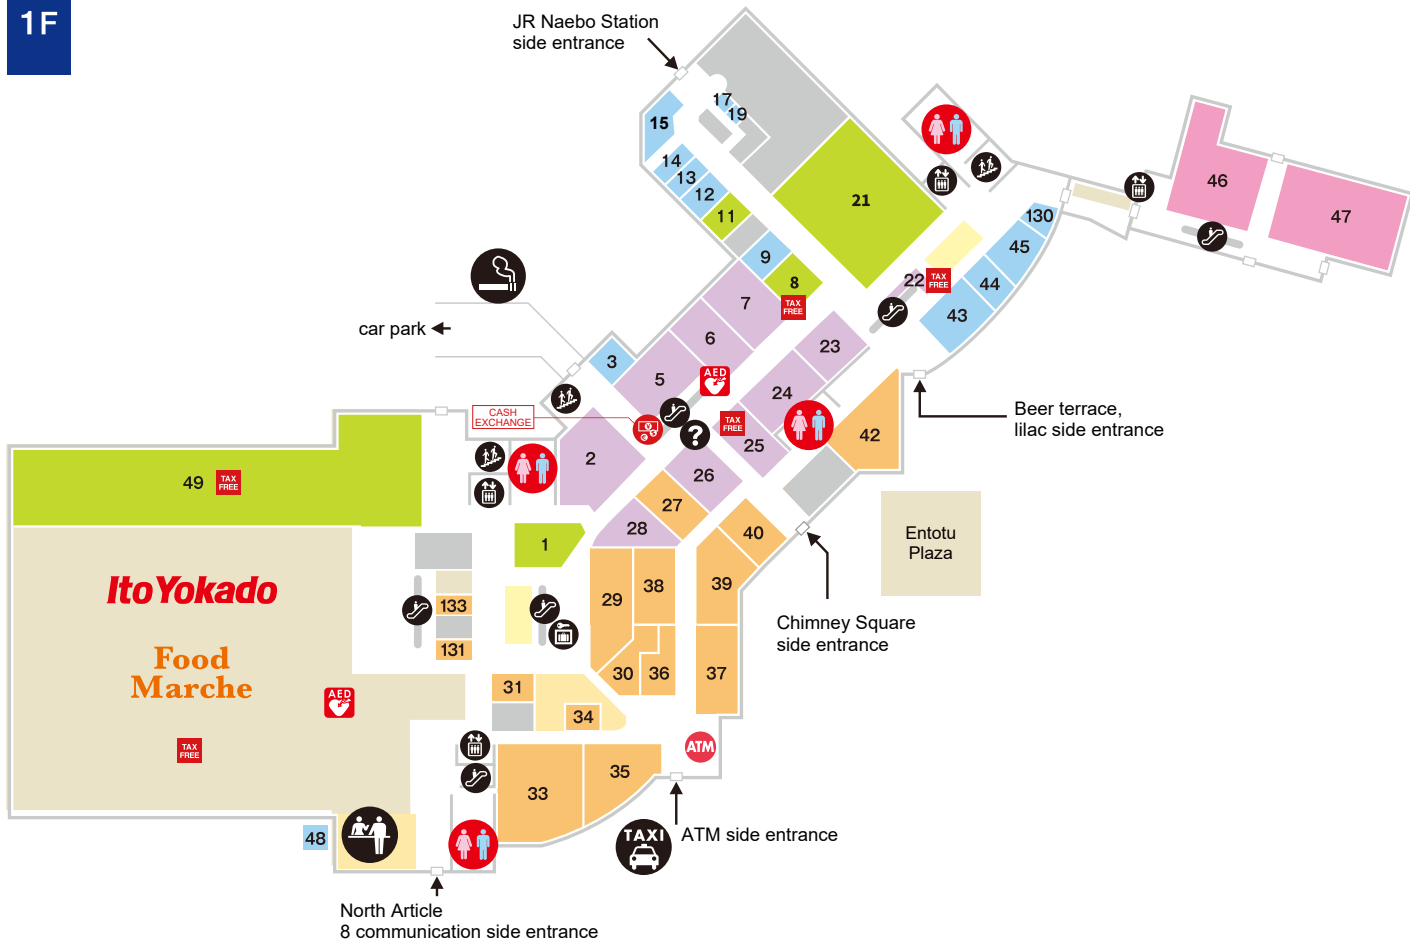 1F
JR Naebo Station
side entrance
17
19
15
14
13
12
11
21
46
47
130
45
44
43
22
TAX
FREE
9
8
TAX
FREE
7
6
5
3
car park
AED
23
24
25
TAX
FREE
?
CASH
EXCHANGE
2
26
27
28
42
Beer terrace,
lilac side entrance
49
TAX
FREE
1
40
39
38
29
30
36
37
Entotu
Plaza
Chimney Square
side entrance
ItoYokado
Food
Marche
AED
TAX
FREE
133
131
31
34
33
35
ATM
TAXI
ATM side entrance
48
North Article
8 communication side entrance